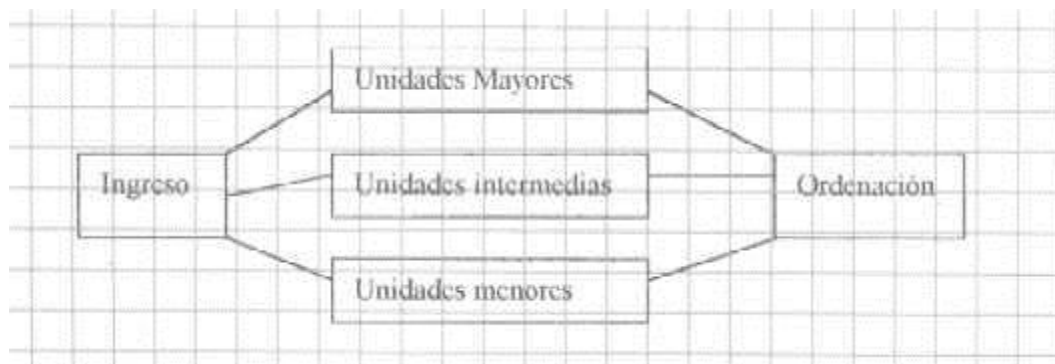 Unidades Mayores
Ingreso
Unidades intermedias
Ordenación
Unidades menores